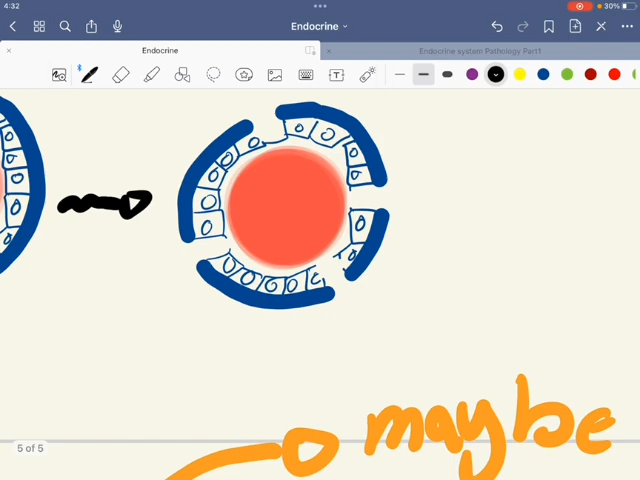 4:32
30%
Endocrine
Endocrine
Endocrine system Pathology Part1
T
5 of 5
maybe